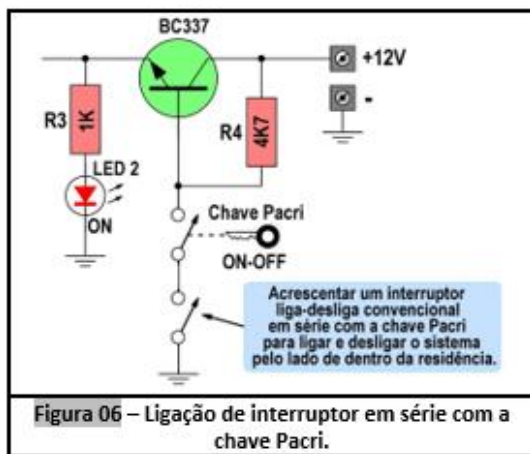 BC337
+12V
-
R3
1K
R4
4K7
LED 2
ON
Chave Pacri
ON-OFF
Acrescentar um interruptor
liga-desliga convencional
em série com a chave Pacri
para ligar e desligar o sistema
pelo lado de dentro da residência.
Figura 06 – Ligação de interruptor em série com a
chave Pacri.